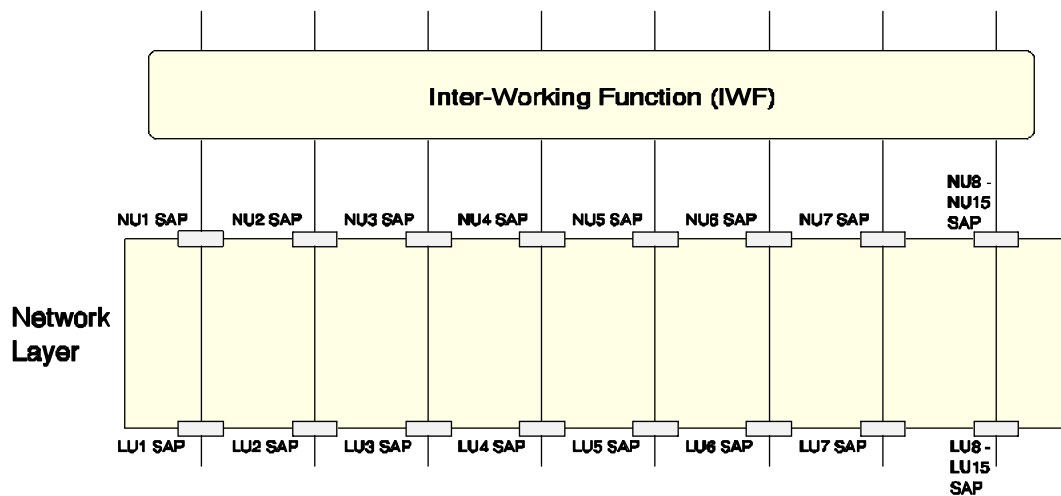 Inter-Working Function (IWF)
NU1 SAP
NU2 SAP
NU3 SAP
NU4 SAP
NU5 SAP
NU6 SAP
NU7 SAP
NU8 -
NU15
SAP
Network
Layer
LU1 SAP
LU2 SAP
LU3 SAP
LU4 SAP
LU5 SAP
LU6 SAP
LU7 SAP
LU8 -
LU15
SAP